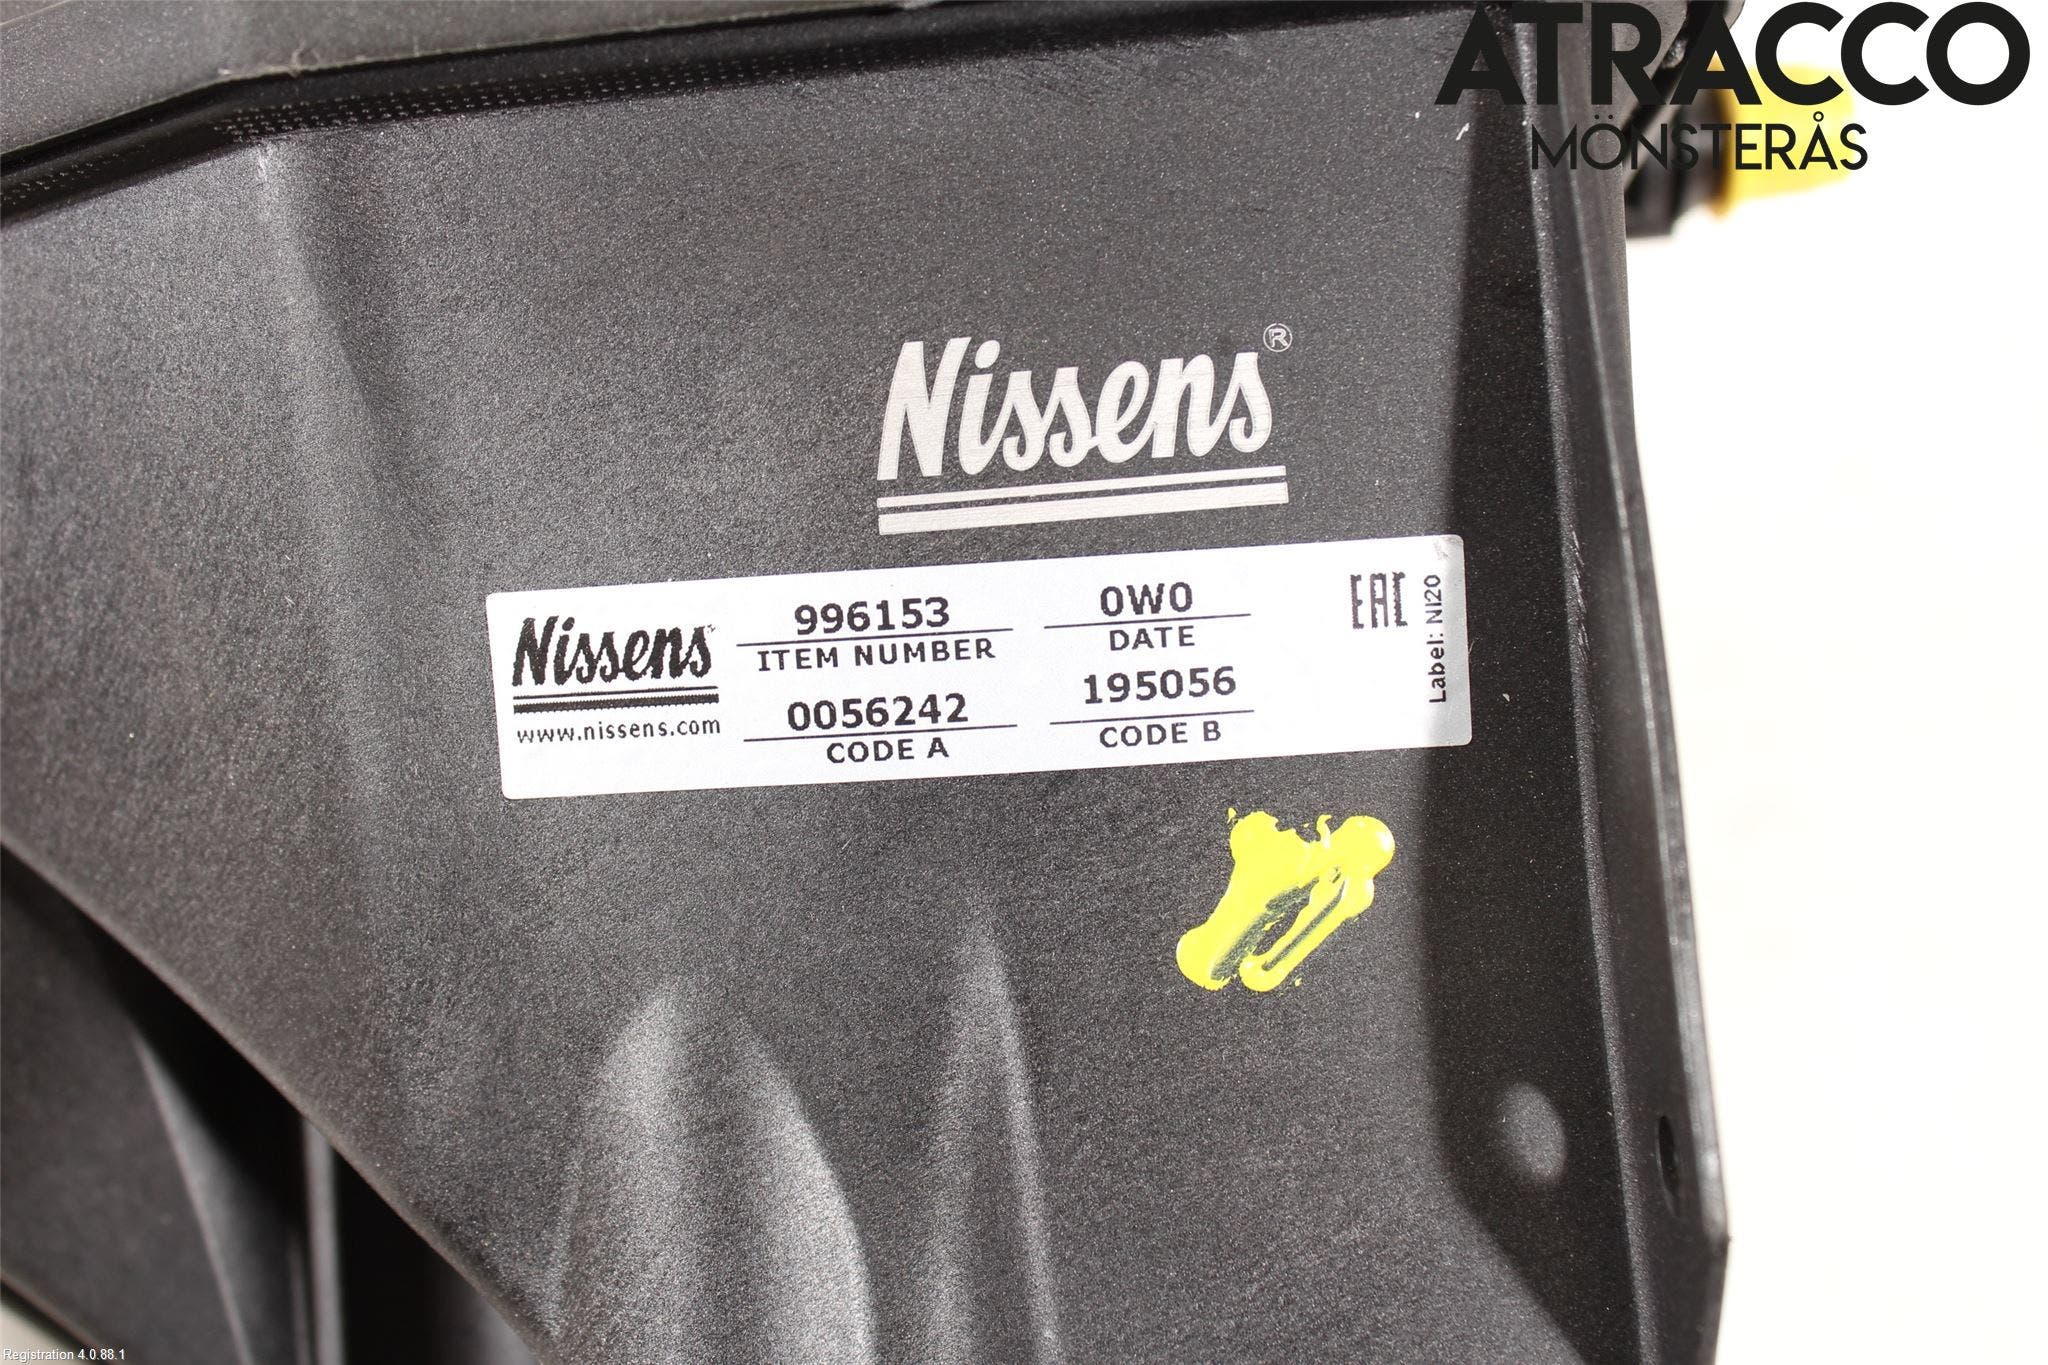 ATRACCO
MÖNSTERÅS
Nissens®
Nissens
www.nissens.com
996153
ITEM NUMBER
0W0
DATE
0056242
CODE A
195056
CODE B
EAC
Label: NI20
Registration 4.0.88.1